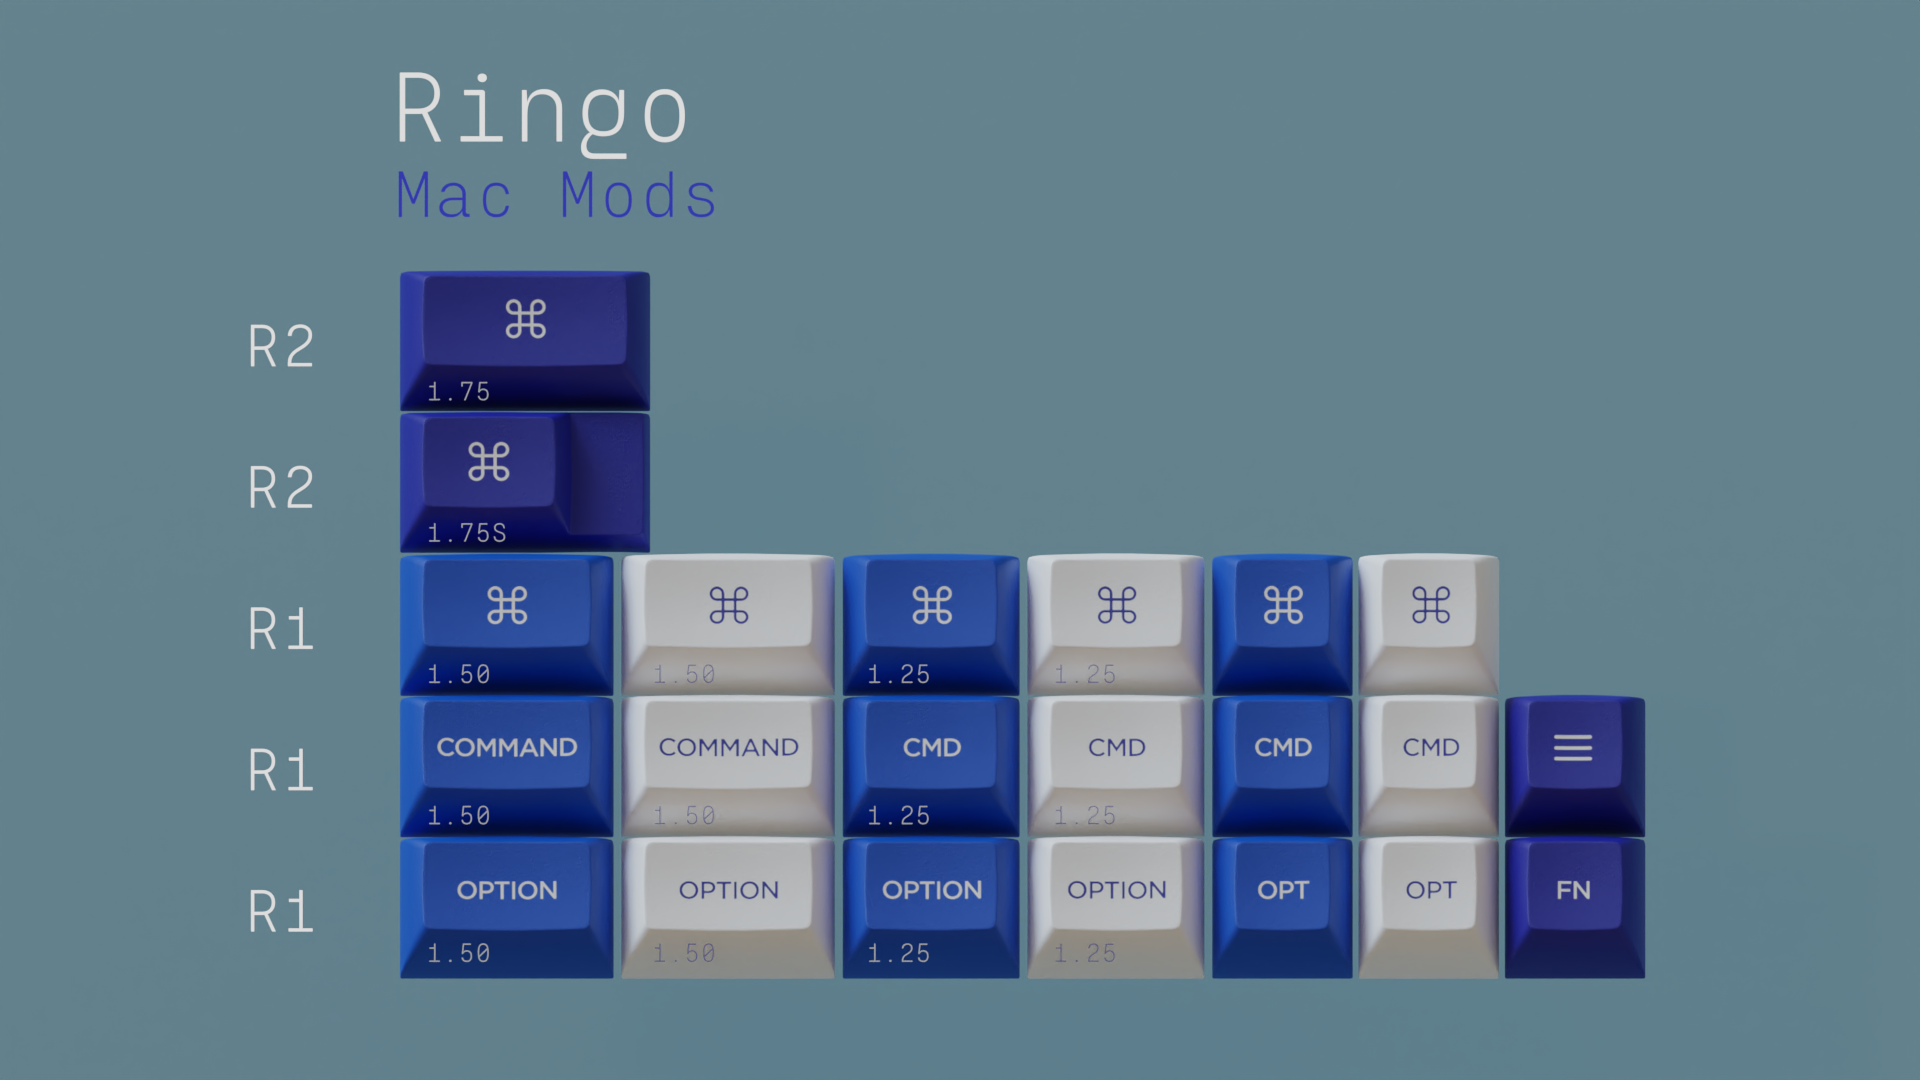 Ringo
Mac Mods
R2 ⌘
1.75
R2 ⌘
1.75S
R1 ⌘ ⌘ ⌘ ⌘ ⌘ ⌘
1.50 1.50 1.25 1.25
R1 COMMAND COMMAND CMD CMD CMD CMD
1.50 1.50 1.25 1.25
R1 OPTION OPTION OPTION OPTION OPT OPT FN
1.50 1.50 1.25 1.25